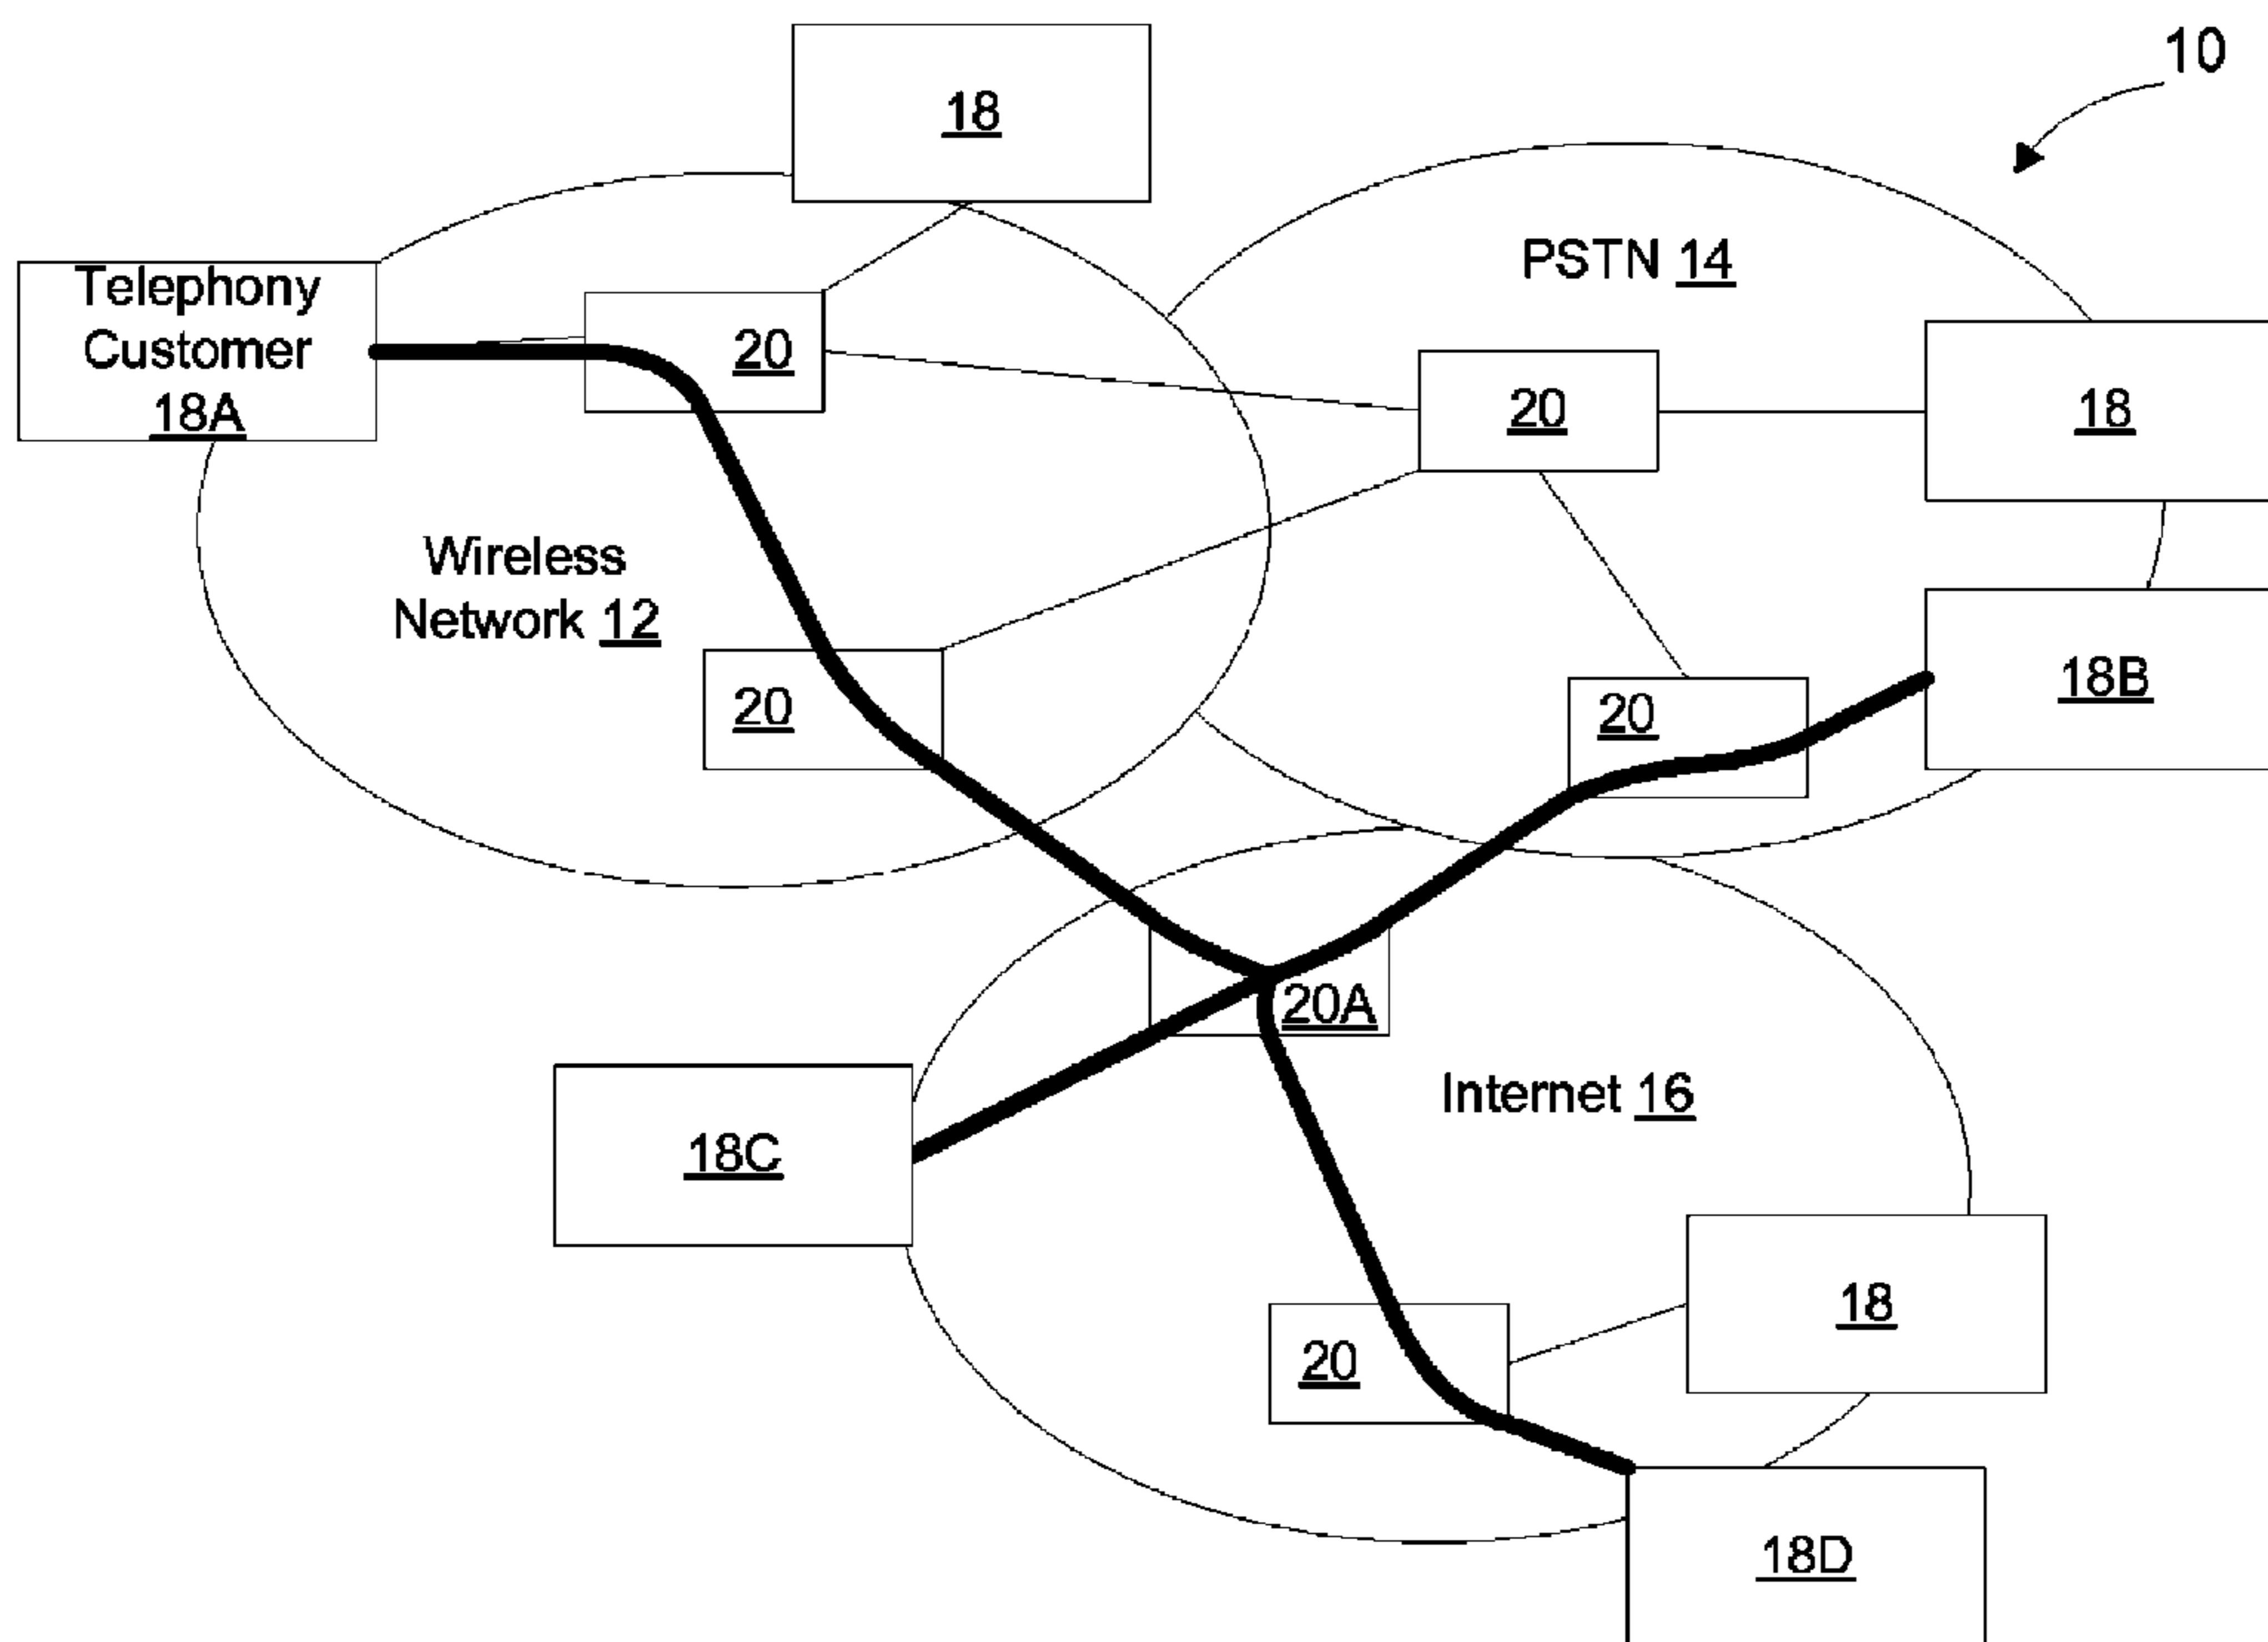 10
18
PSTN 14
Telephony
Customer
18A
20
20
18
Wireless
Network 12
20
20
18B
20A
Internet 16
18C
18
20
18D